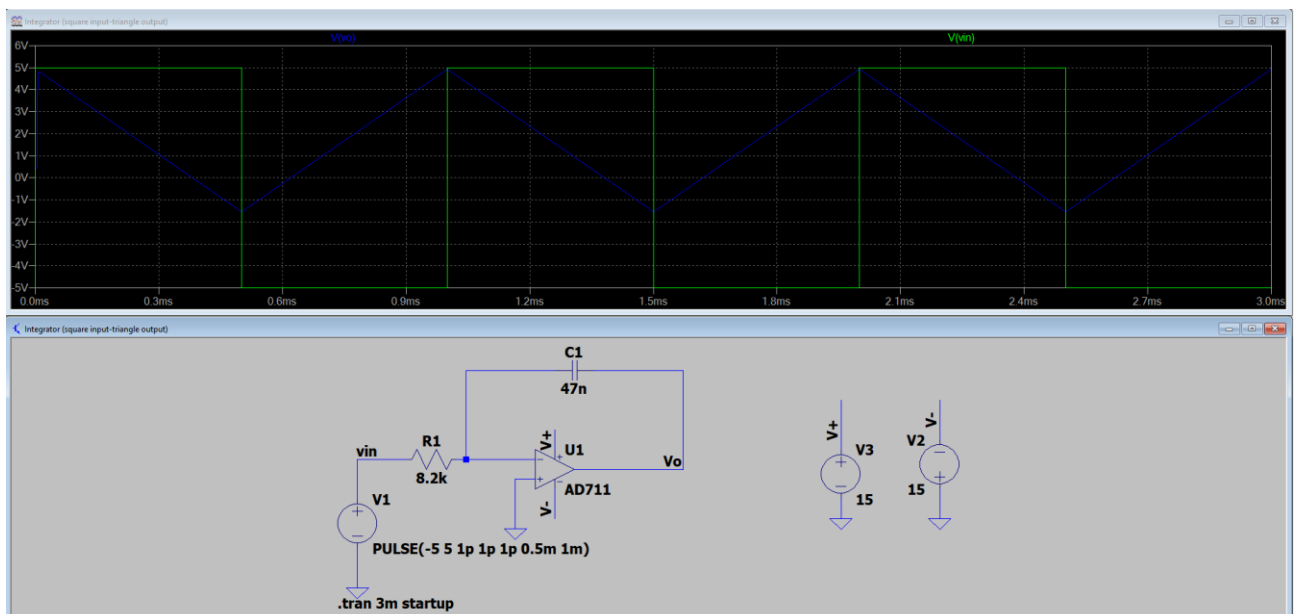 Integrator (square input-triangle output)
V(vo) V(vin)
6V
5V
4V
3V
2V
1V
0V
-1V
-2V
-3V
-4V
-5V
0.0ms 0.3ms 0.6ms 0.9ms 1.2ms 1.5ms 1.8ms 2.1ms 2.4ms 2.7ms 3.0ms
Integrator (square input-triangle output)
C1
47n
vin
R1
8.2k
V+
U1
Vo
AD711
V-
V1
PULSE(-5 5 1p 1p 1p 0.5m 1m)
.tran 3m startup
V+
V3
15
V-
V2
15